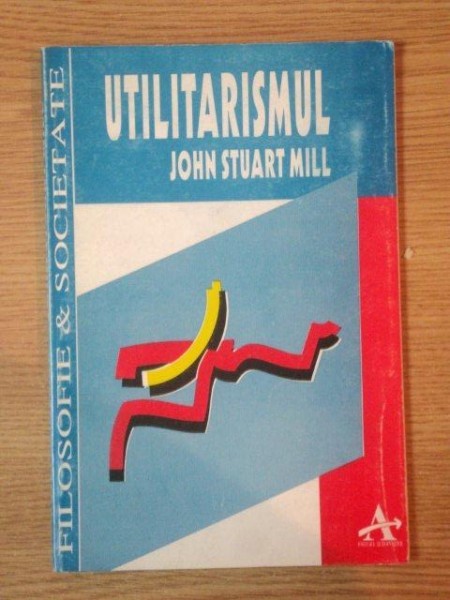 UTILITARISMUL
JOHN STUART MILL
FILOSOFIE & SOCIETATE
A